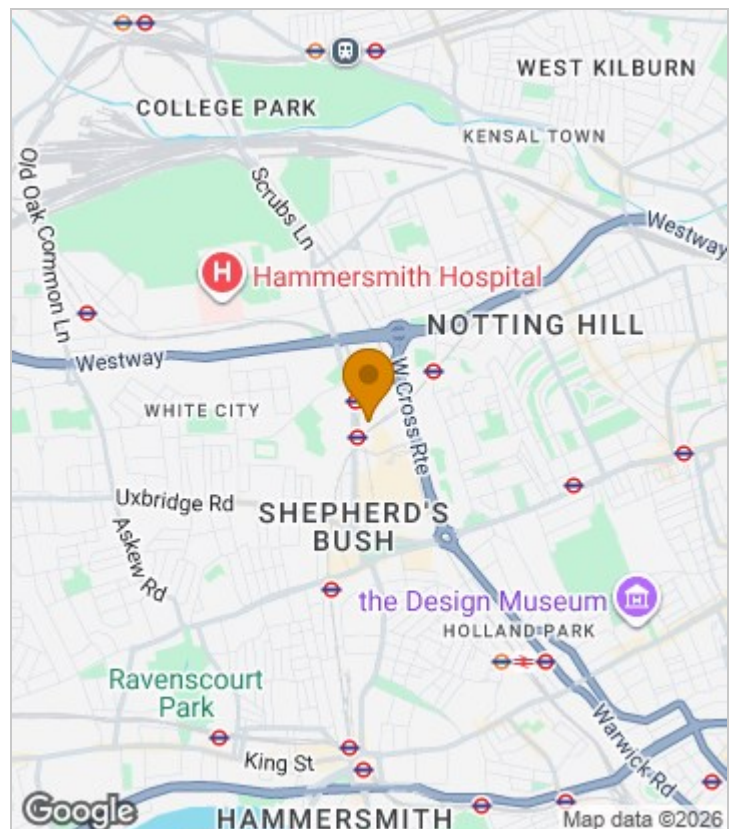 WEST KILBURN
COLLEGE PARK
KENSAL TOWN
Old Oak Common Ln
Scrubs Ln
Westway
H
Hammersmith Hospital
NOTTING HILL
Westway
W Cross Rte
WHITE CITY
Uxbridge Rd
SHEPHERD'S
BUSH
Askew Rd
the Design Museum
HOLLAND PARK
Ravenscourt
Park
Warwick Rd
King St
Google
HAMMERSMITH
Map data ©2026